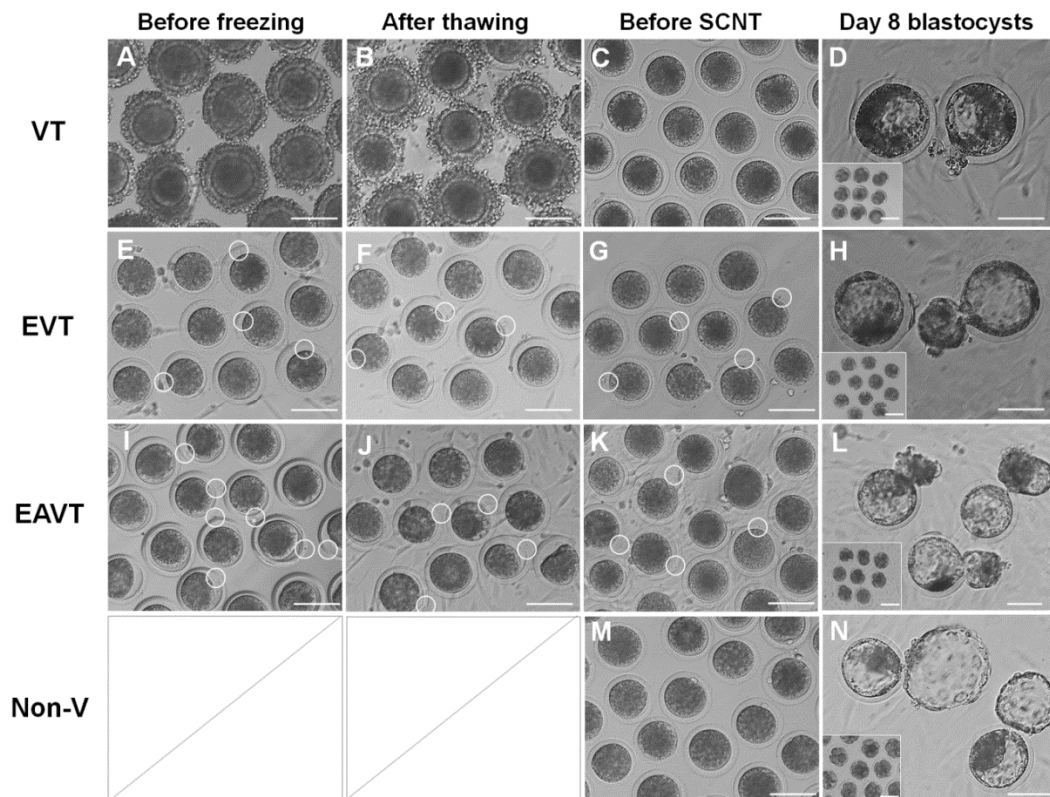 Before freezing After thawing Before SCNT Day 8 blastocysts
VT A B C D
EVT E F G H
EAVT I J K L
Non-V M N